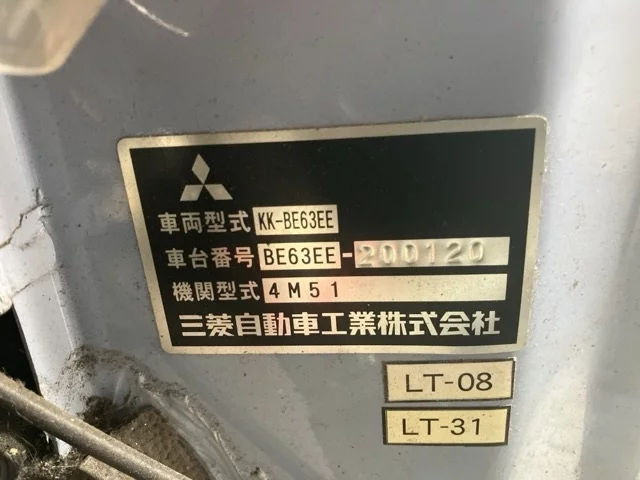 車両型式 KK-BE63EE
車台番号 BE63EE-200120
機関型式 4M51
三菱自動車工業株式会社
LT-08
LT-31